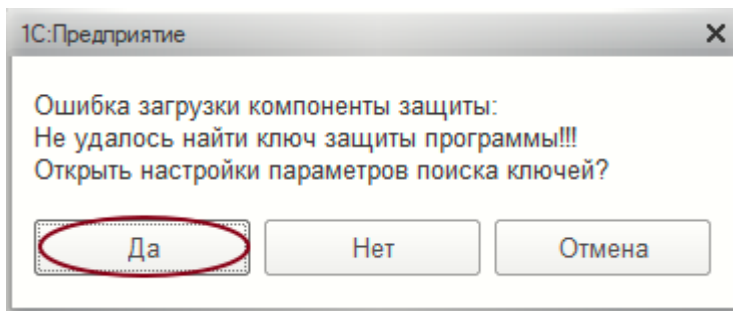 1С:Предприятие
Ошибка загрузки компоненты защиты:
Не удалось найти ключ защиты программы!!!
Открыть настройки параметров поиска ключей?
Да Нет Отмена